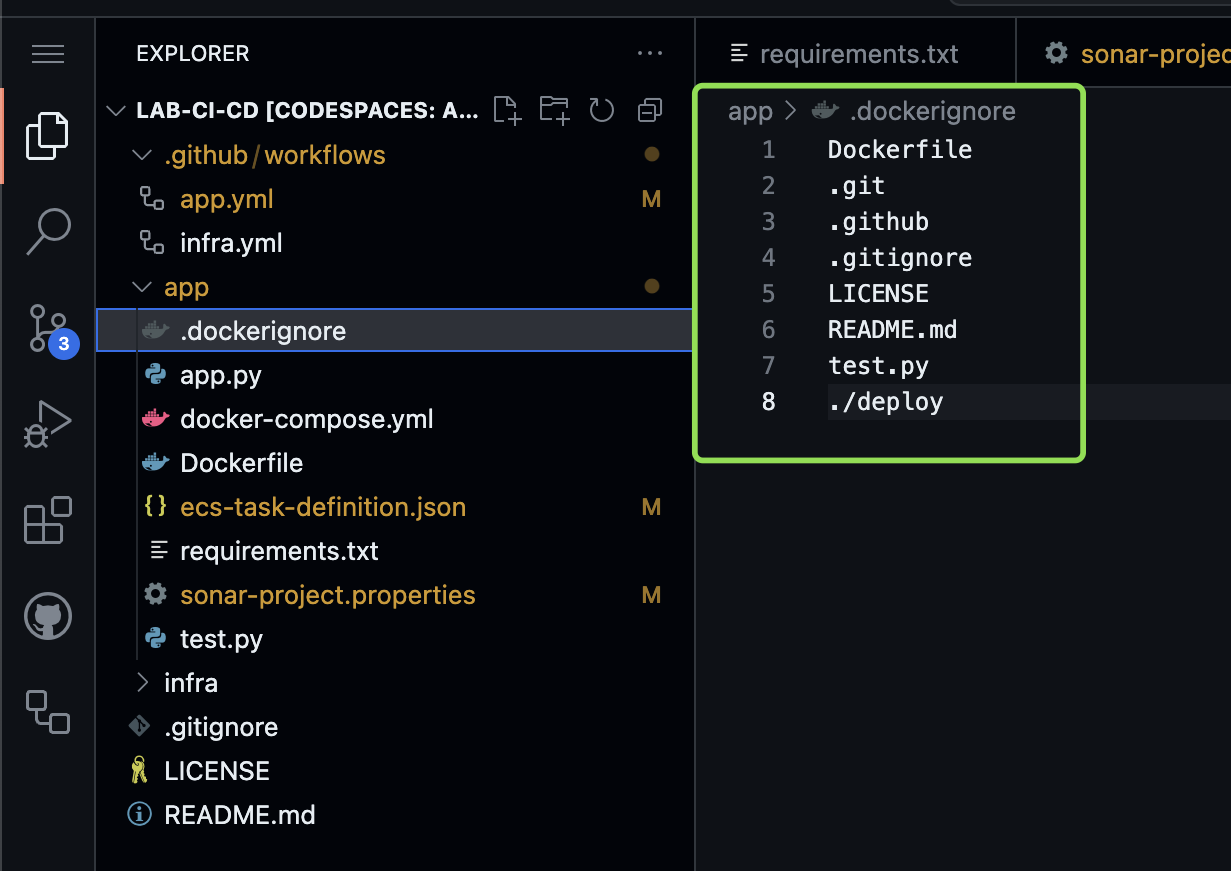 EXPLORER
LAB-CI-CD [CODESPACES: A...
.github/workflows
app.yml M
infra.yml
app
.dockerignore
app.py
docker-compose.yml
Dockerfile
ecs-task-definition.json M
requirements.txt
sonar-project.properties M
test.py
infra
.gitignore
LICENSE
README.md
3
requirements.txt
sonar-projec
app > .dockerignore
1 Dockerfile
2 .git
3 .github
4 .gitignore
5 LICENSE
6 README.md
7 test.py
8 ./deploy